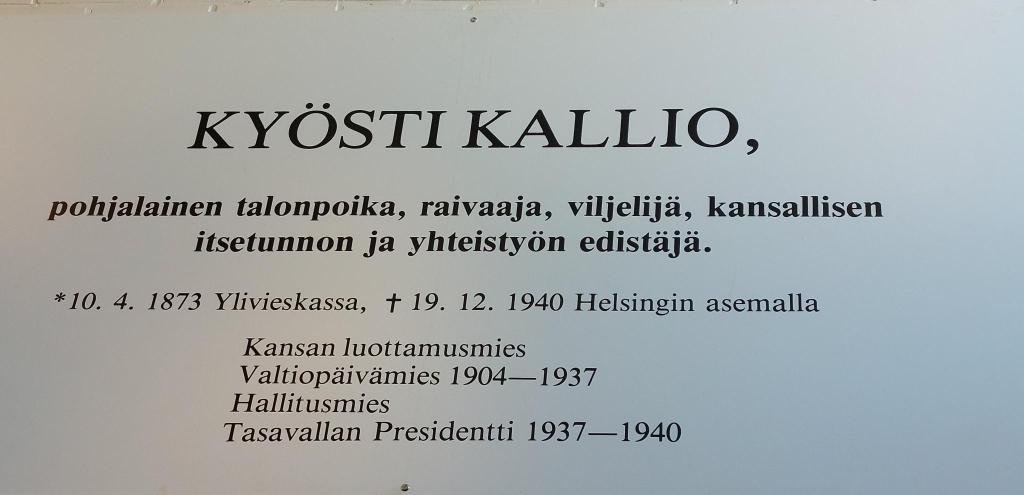 KYÖSTI KALLIO,
pohjalainen talonpoika, raivaaja, viljelijä, kansallisen
itsetunnon ja yhteistyön edistäjä.
*10. 4. 1873 Ylivieskassa, † 19. 12. 1940 Helsingin asemalla
Kansan luottamusmies
Valtiopäivämies 1904—1937
Hallitusmies
Tasavallan Presidentti 1937—1940